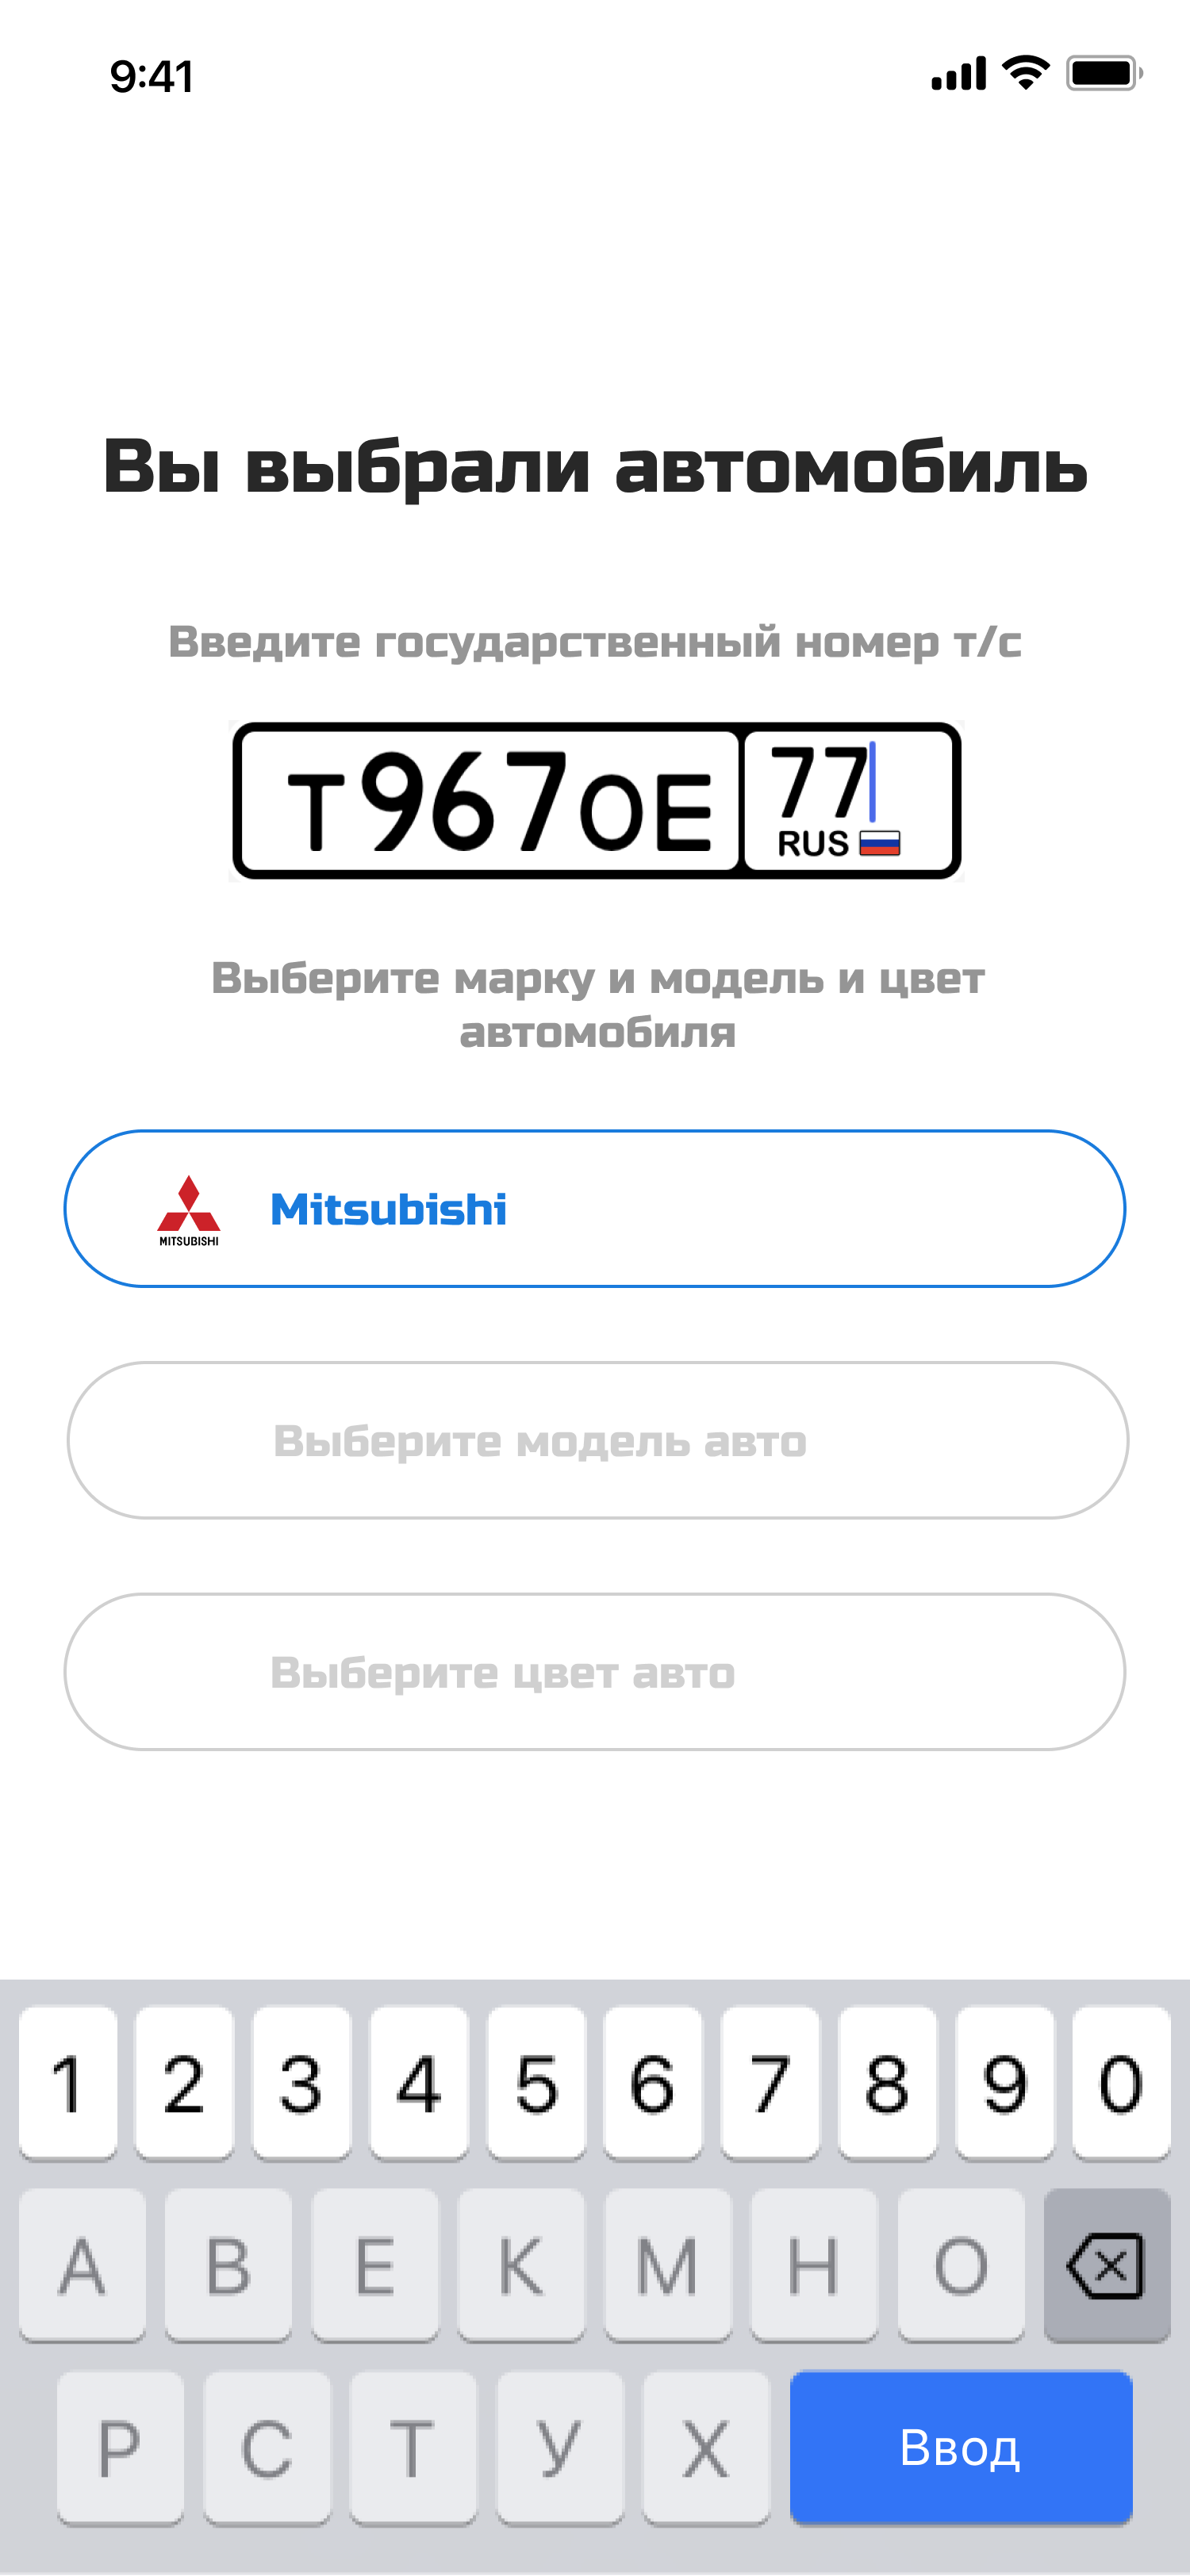 9:41
Вы выбрали автомобиль
Введите государственный номер т/с
Т967ОЕ 77
RUS
Выберите марку и модель и цвет
автомобиля
MITSUBISHI Mitsubishi
Выберите модель авто
Выберите цвет авто
1 2 3 4 5 6 7 8 9 0
А В Е К М Н О
Р С Т У Х Ввод